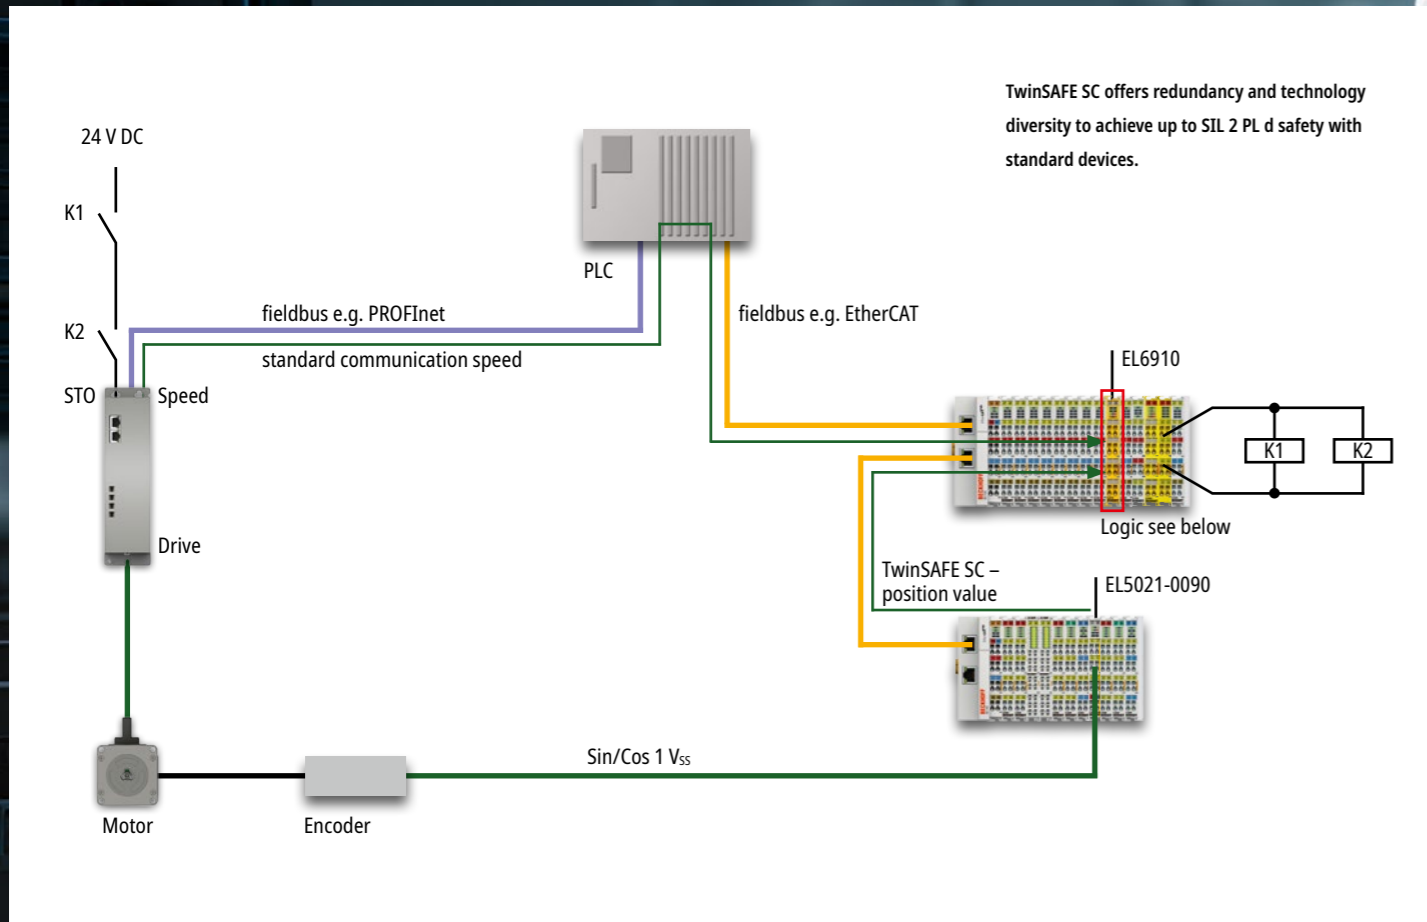 TwinSAFE SC offers redundancy and technology
diversity to achieve up to SIL 2 PL d safety with
standard devices.
24 V DC
K1
PLC
fieldbus e.g. PROFInet
fieldbus e.g. EtherCAT
K2
standard communication speed
EL6910
STO
Speed
K1
K2
BECKHOFF
Logic see below
Drive
TwinSAFE SC –
position value
EL5021-0090
BECKHOFF
Sin/Cos 1 Vss
Motor
Encoder